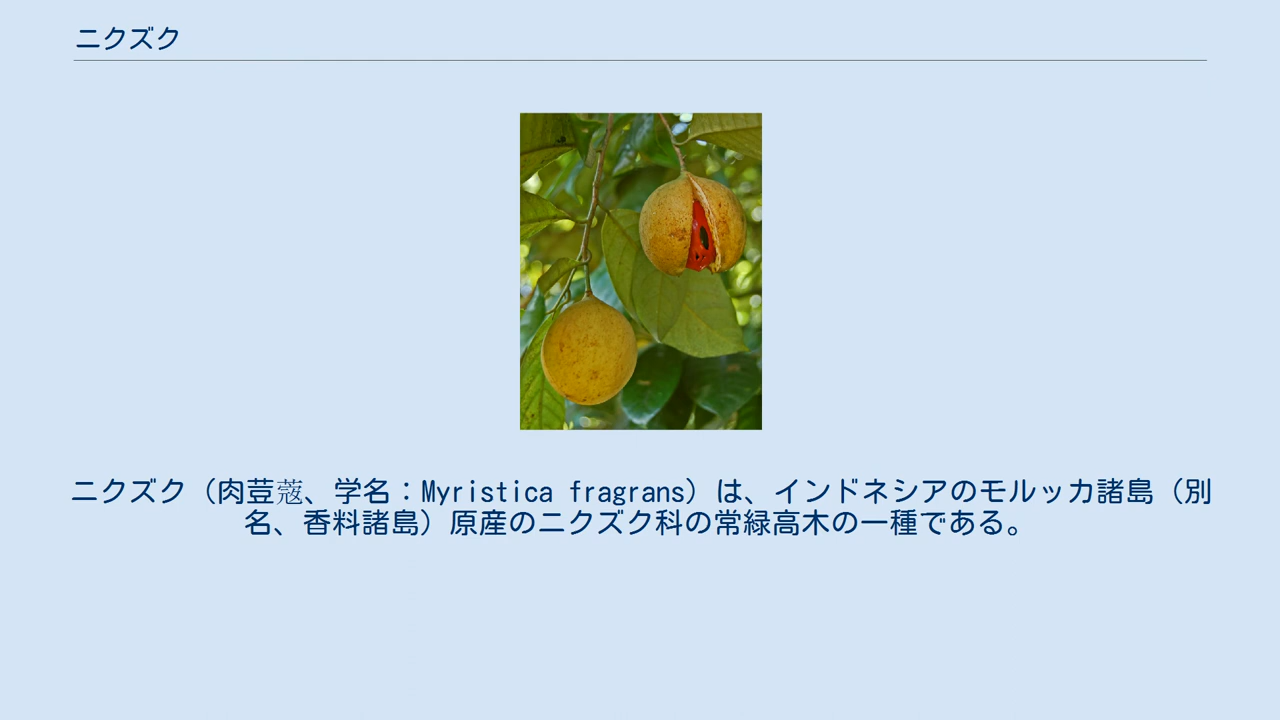 ニクズク
ニクズク（肉荳蔲、学名：Myristica fragrans）は、インドネシアのモルッカ諸島（別
名、香料諸島）原産のニクズク科の常緑高木の一種である。